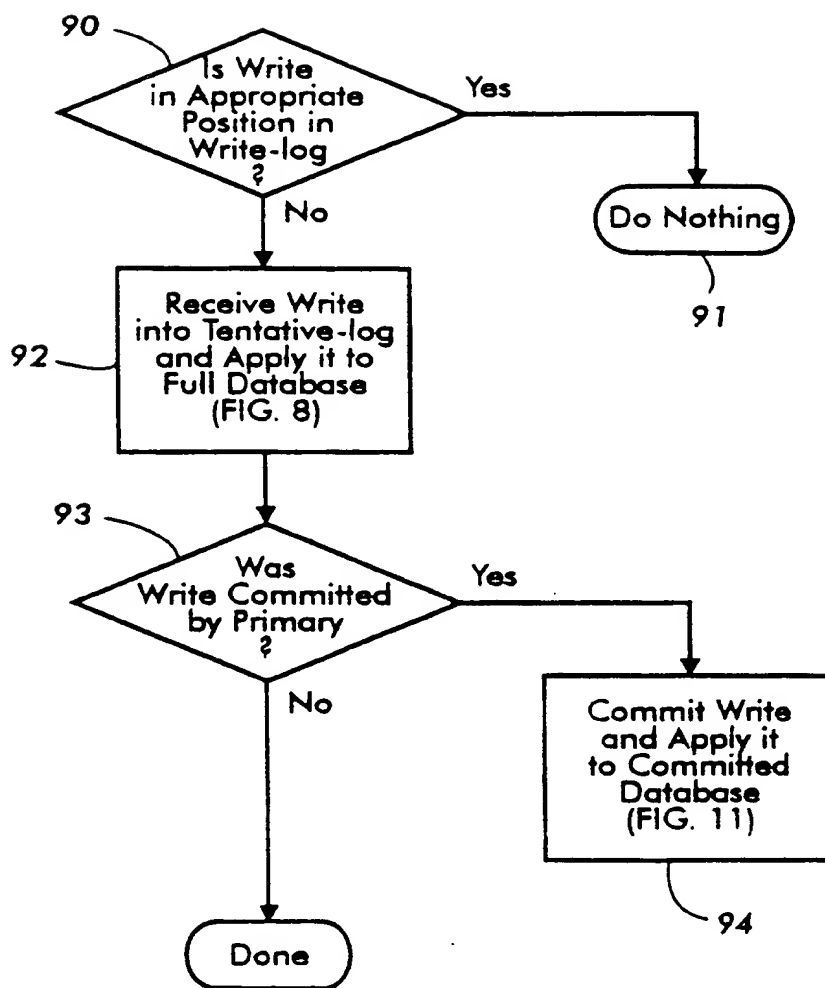 90
Is Write
in Appropriate
Position in
Write-log
?
Yes
No
Do Nothing
91
92
Receive Write
into Tentative-log
and Apply it to
Full Database
(FIG. 8)
93
Was
Write Committed
by Primary
?
Yes
No
Commit Write
and Apply it
to Committed
Database
(FIG. 11)
94
Done